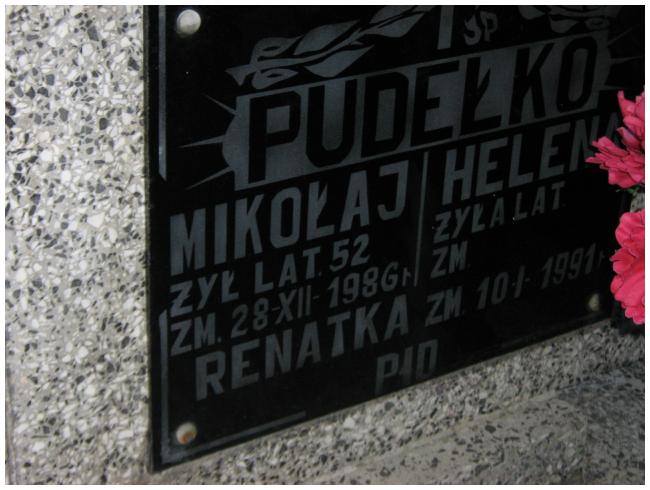 ŚP
PUDEŁKO
MIKOŁAJ
ŻYŁ LAT. 52
ZM. 28-XII-1986r
HELENA
ŻYŁA LAT.
ZM.
RENATKA ZM. 10-I-1991r